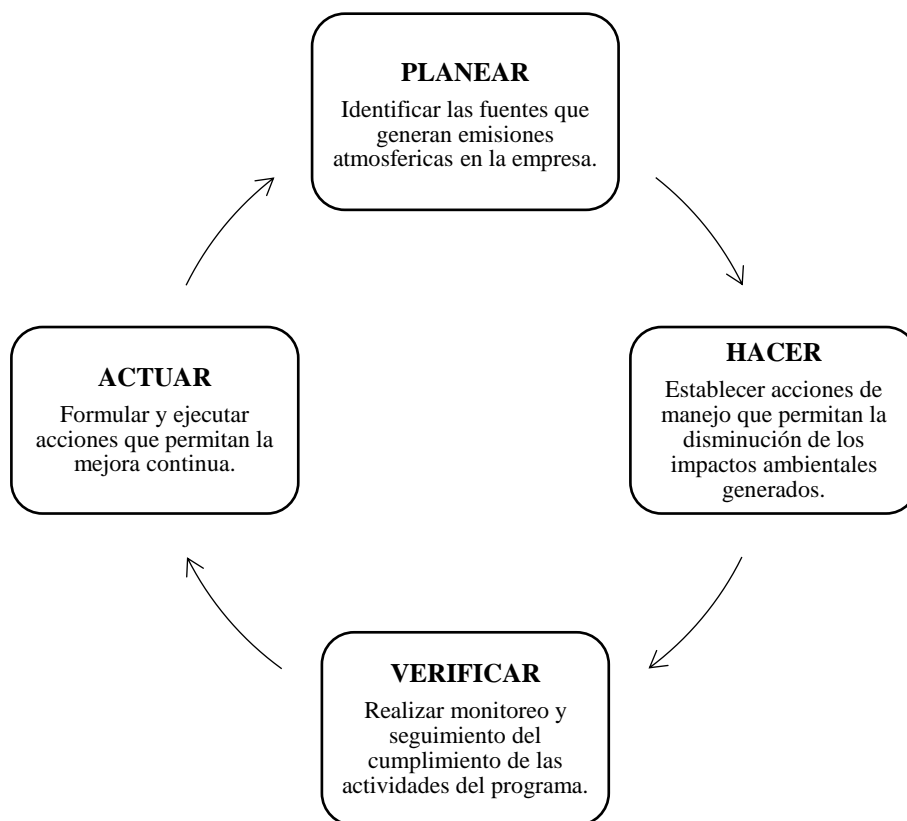 PLANEAR
Identificar las fuentes que
generan emisiones
atmosfericas en la empresa.
HACER
Establecer acciones de
manejo que permitan la
disminución de los
impactos ambientales
generados.
VERIFICAR
Realizar monitoreo y
seguimiento del
cumplimiento de las
actividades del programa.
ACTUAR
Formular y ejecutar
acciones que permitan la
mejora continua.